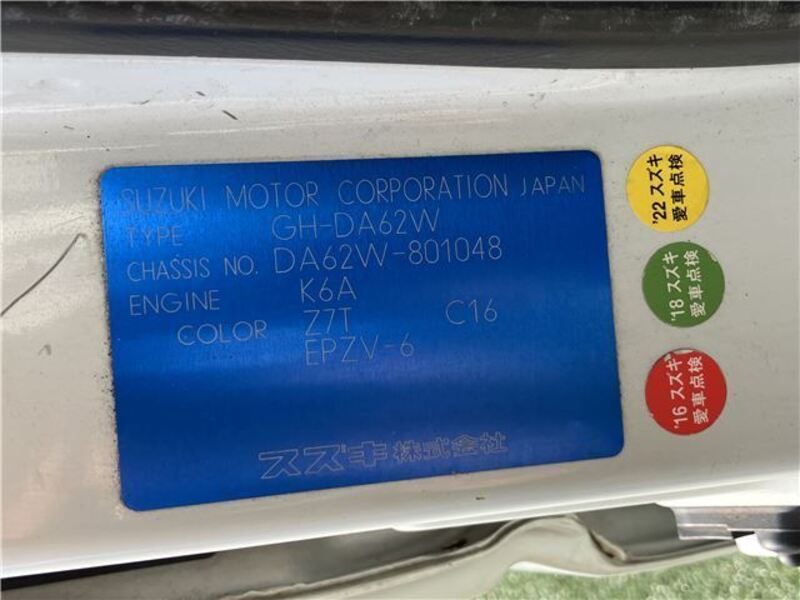 SUZUKI MOTOR CORPORATION JAPAN
TYPE GH-DA62W
CHASSIS NO. DA62W-801048
ENGINE K6A
COLOR Z7T C16
EPZV-6
スズキ株式会社
'22 スズキ
愛車点検
'18 スズキ
愛車点検
'16 スズキ
愛車点検